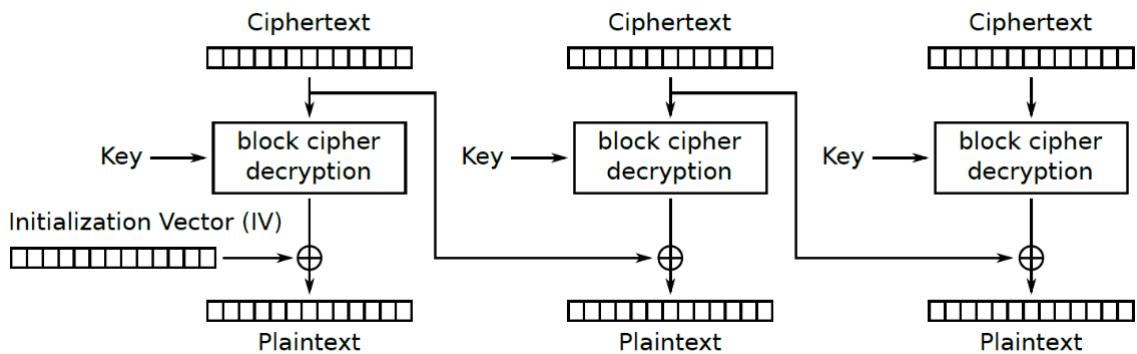 Ciphertext
Ciphertext
Ciphertext
Key
block cipher
decryption
Key
block cipher
decryption
Key
block cipher
decryption
Initialization Vector (IV)
Plaintext
Plaintext
Plaintext